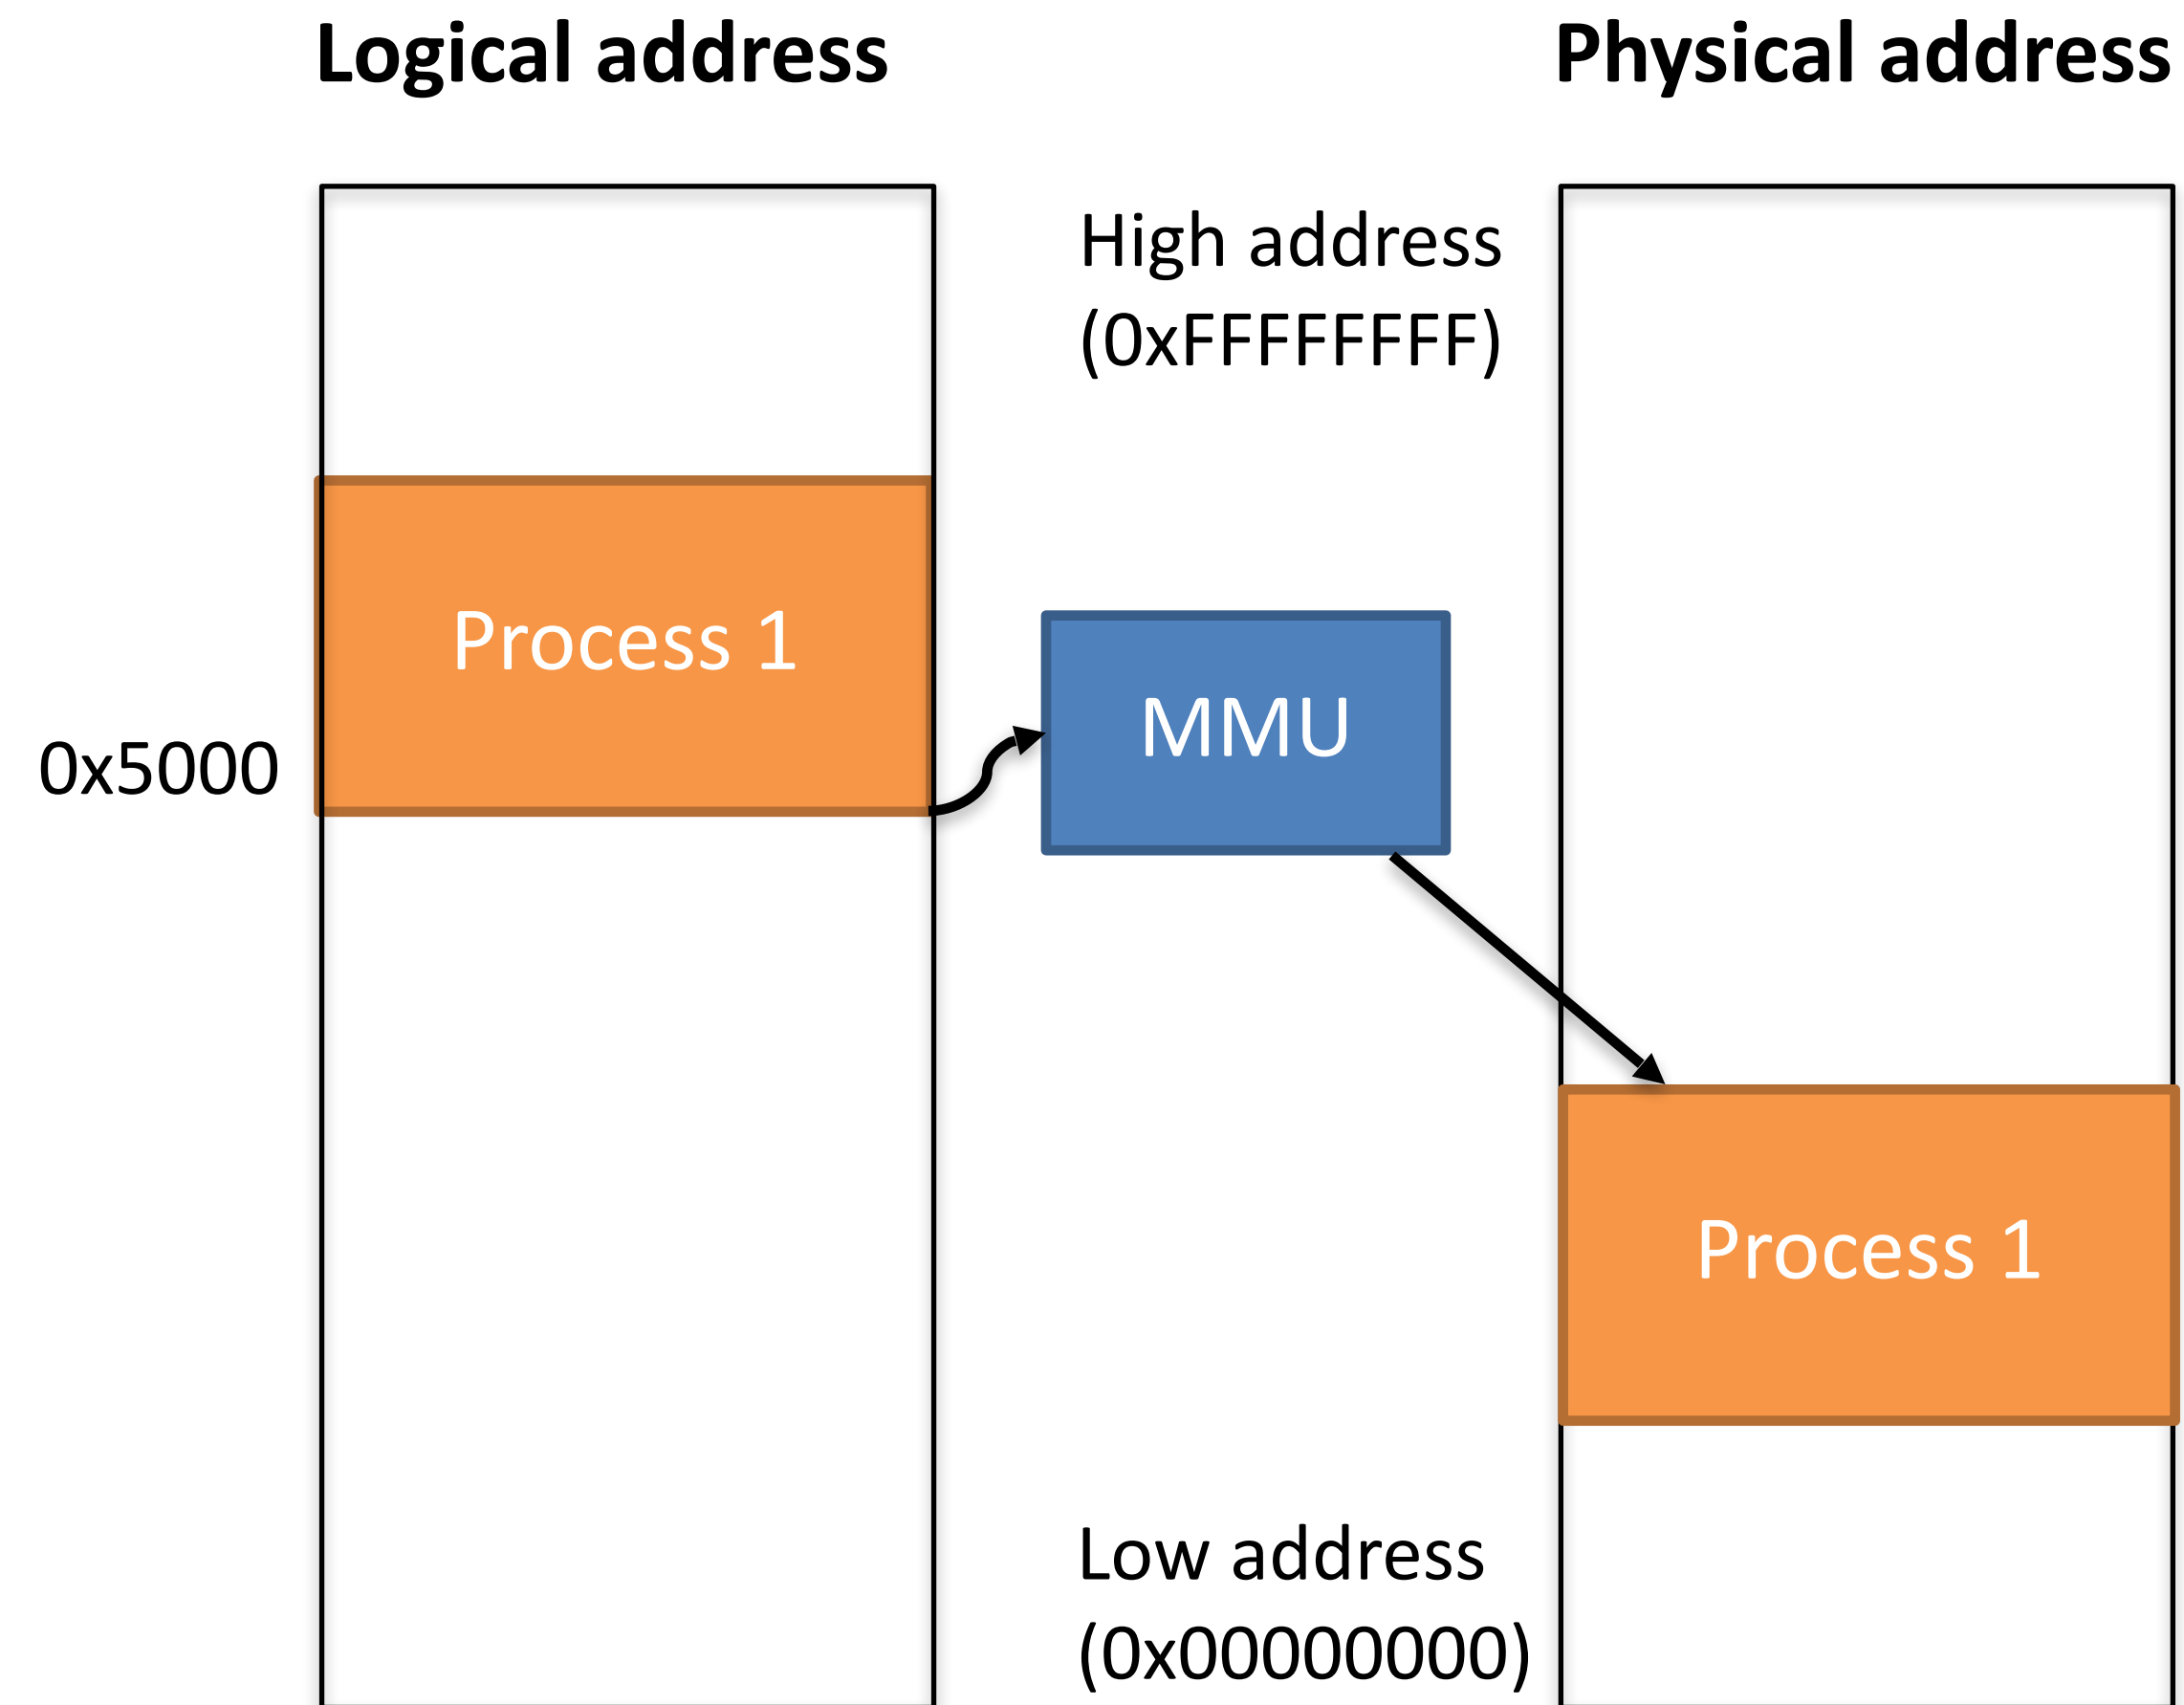 Logical address
Physical address
High address
(0xFFFFFFFF)
Process 1
MMU
0x5000
Process 1
Low address
(0x00000000)